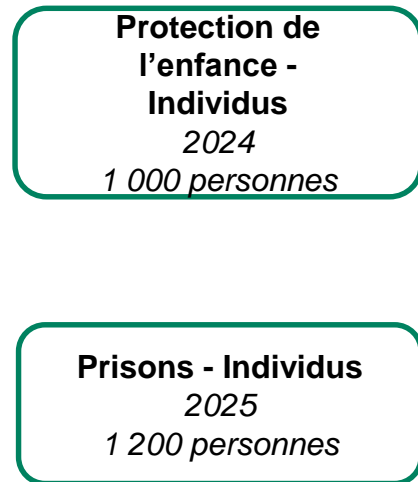 Protection de
l’enfance -
Individus
2024
1 000 personnes
Prisons - Individus
2025
1 200 personnes